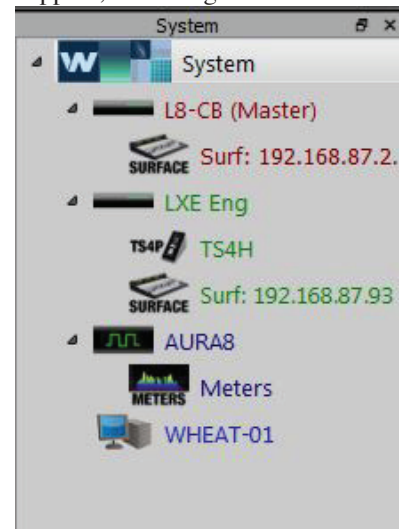 System
W System
L8-CB (Master)
SURFACE Surf: 192.168.87.2.
LXE Eng
TS4P TS4H
SURFACE Surf: 192.168.87.93
AURA8
METERS Meters
WHEAT-01